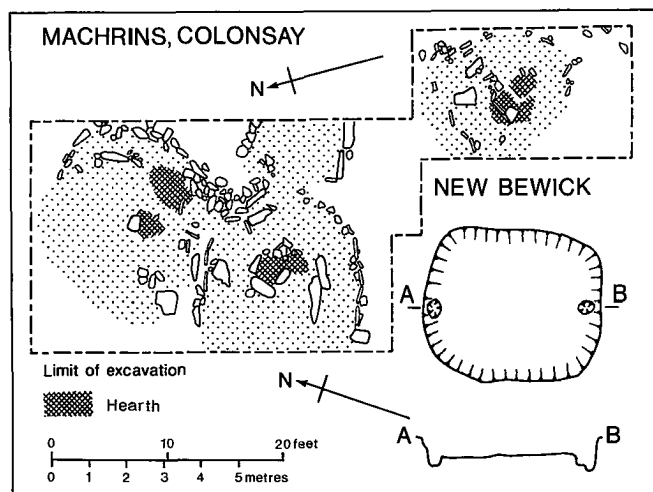 MACHRINS, COLONSAY
N
NEW BEWICK
A B
Limit of excavation
N
Hearth
A B
0 10 20 feet
0 1 2 3 4 5 metres